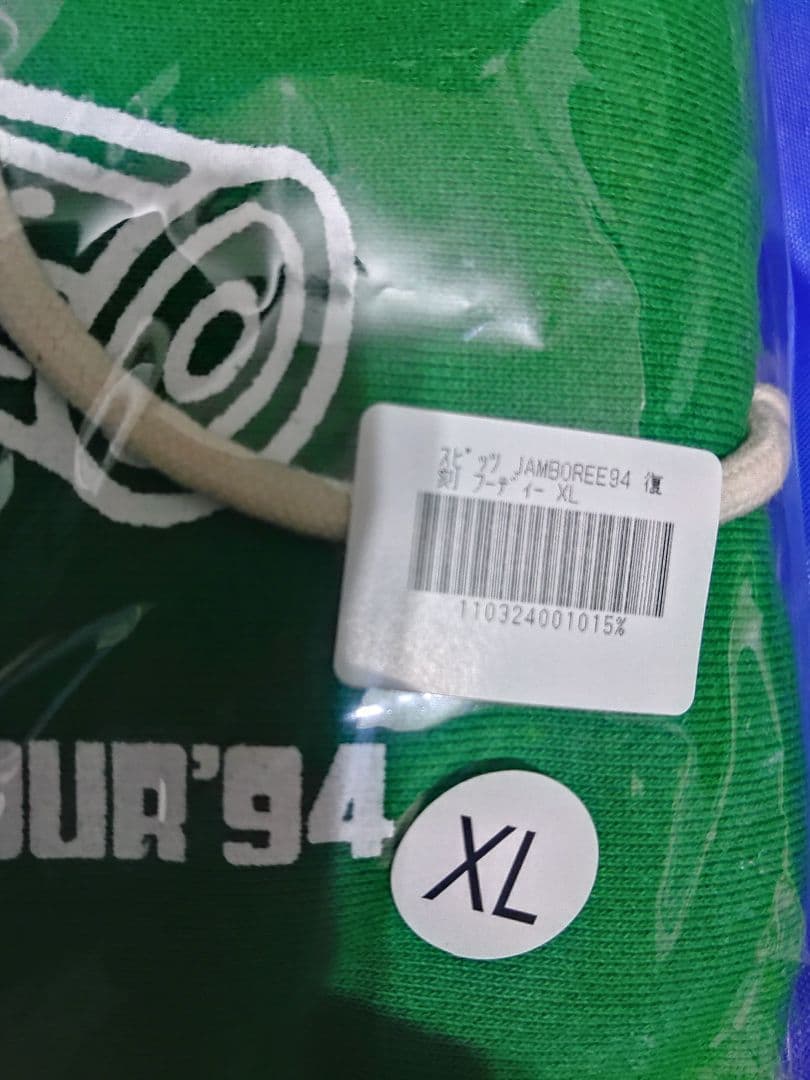 スピッツ JAMBOREE94 復
刻 フーディー XL
110324001015%
OUR'94
XL